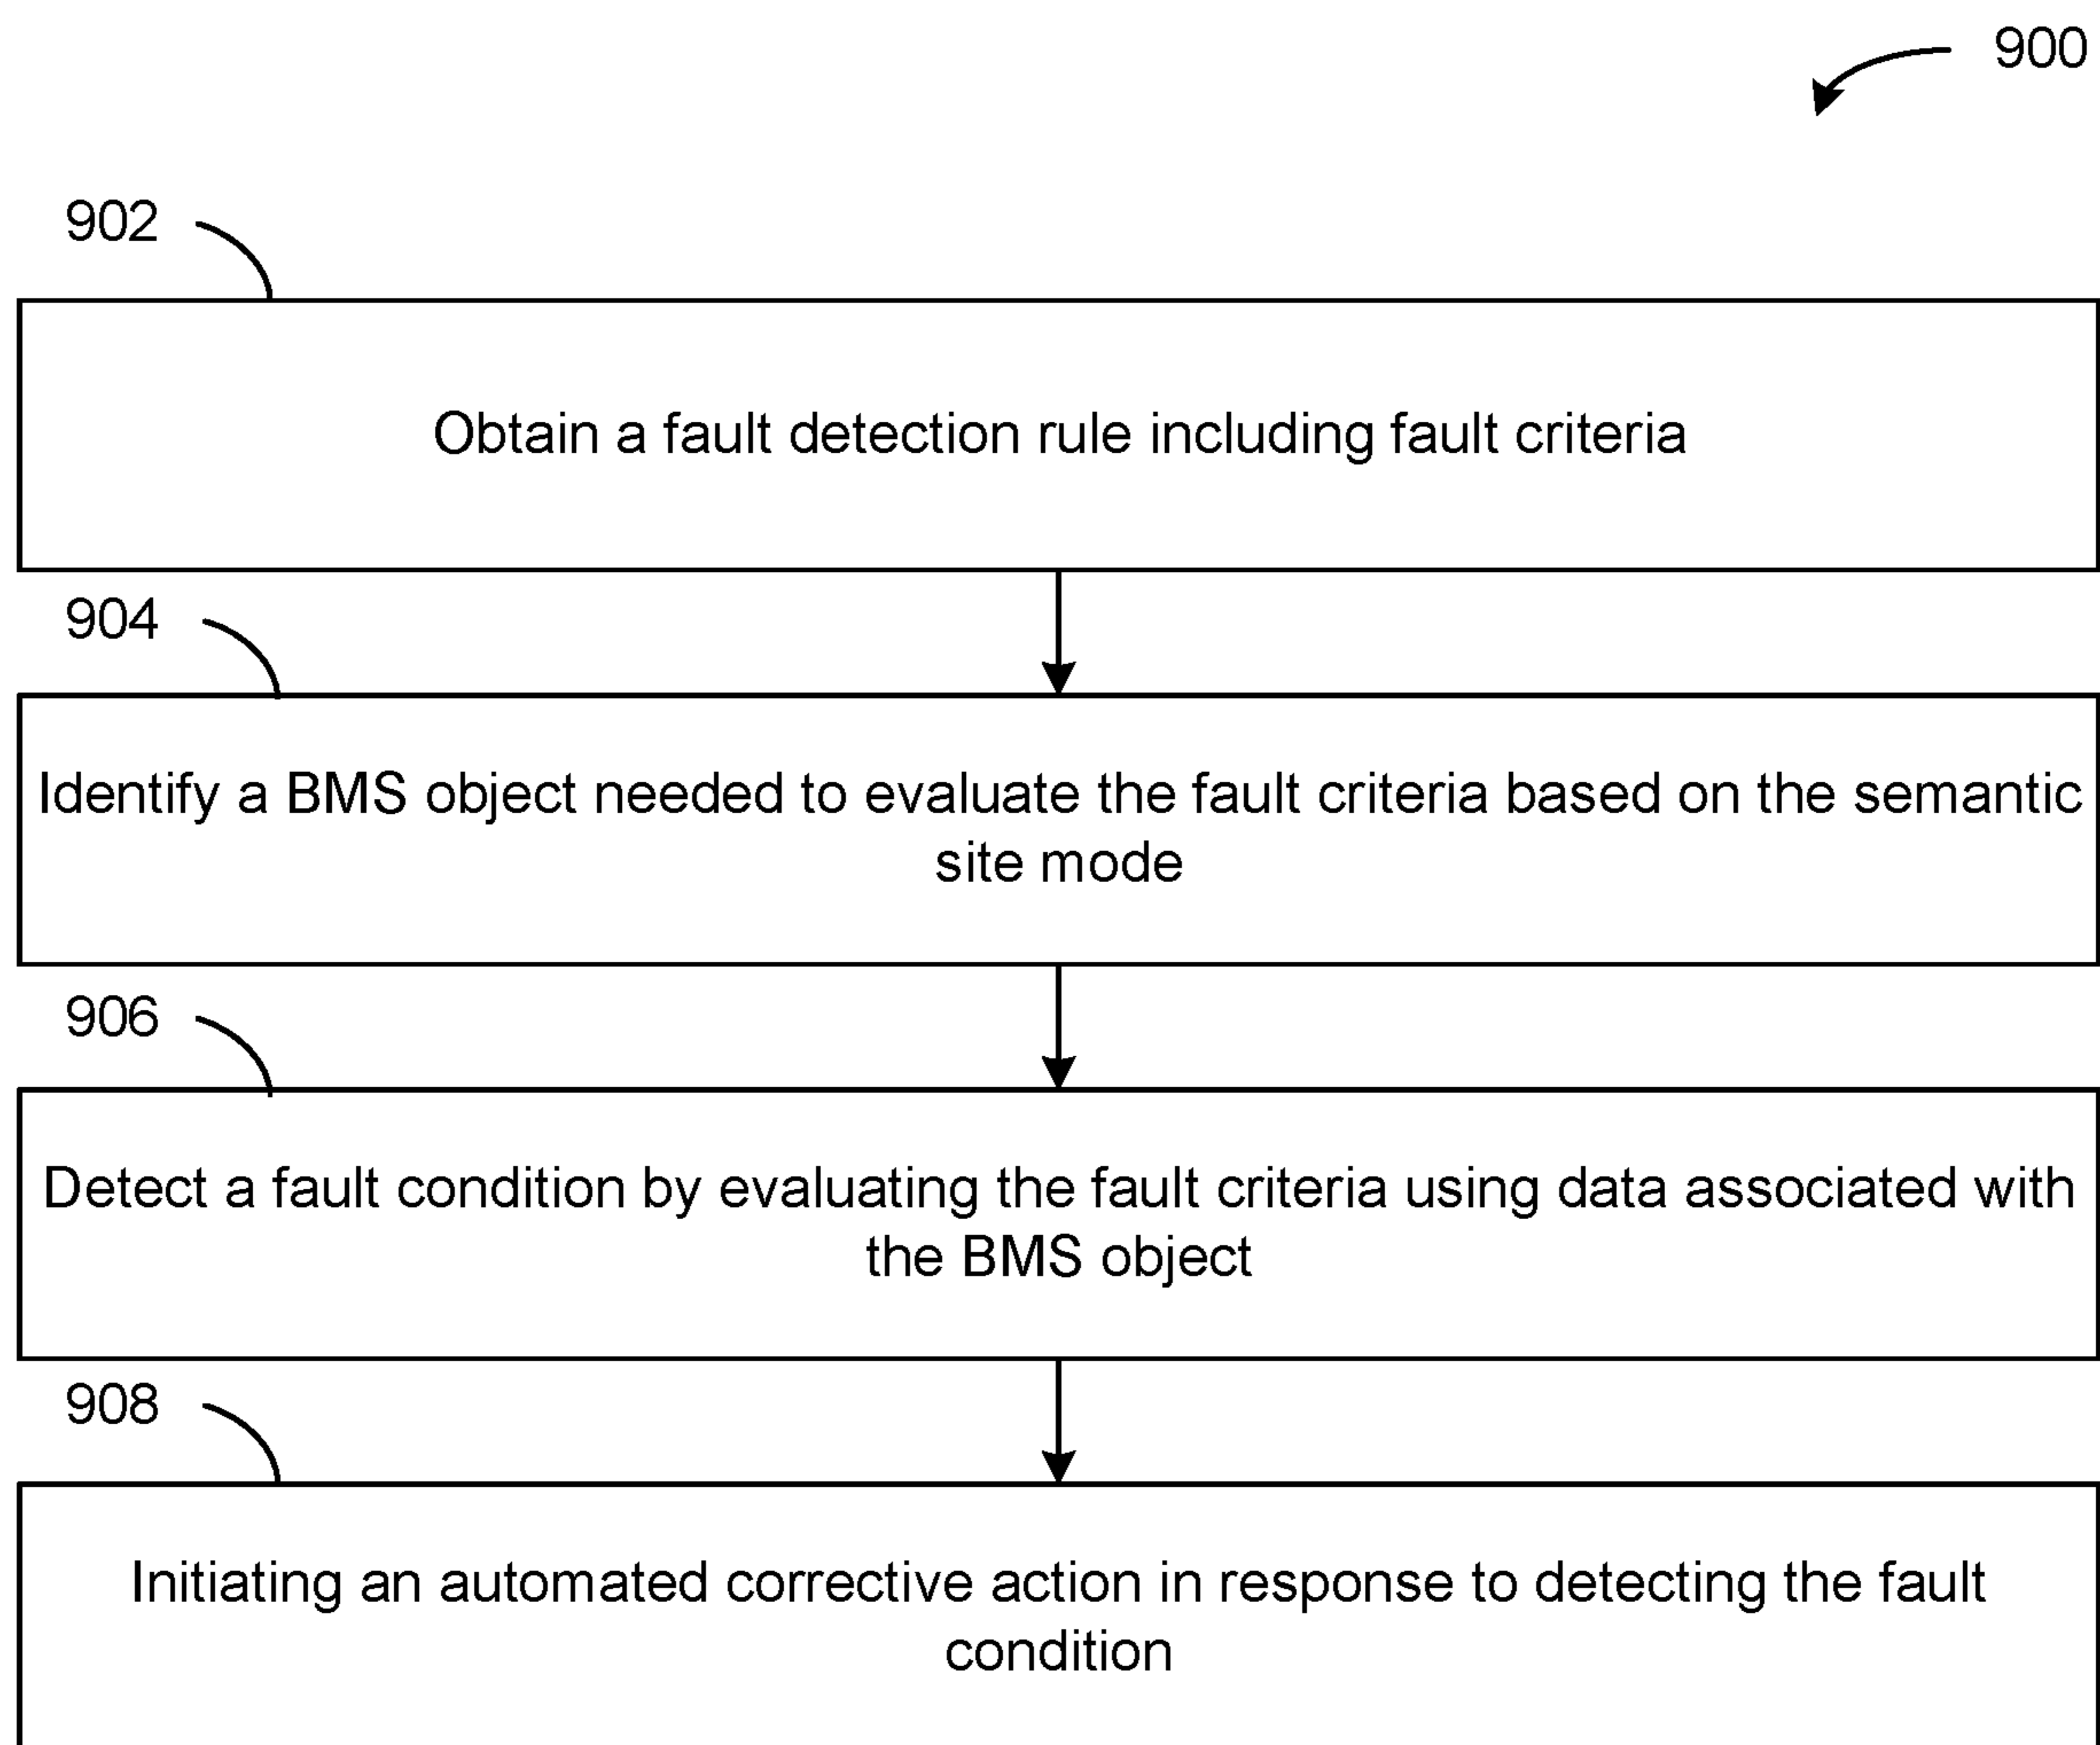 900
902
Obtain a fault detection rule including fault criteria
904
Identify a BMS object needed to evaluate the fault criteria based on the semantic
site mode
906
Detect a fault condition by evaluating the fault criteria using data associated with
the BMS object
908
Initiating an automated corrective action in response to detecting the fault
condition